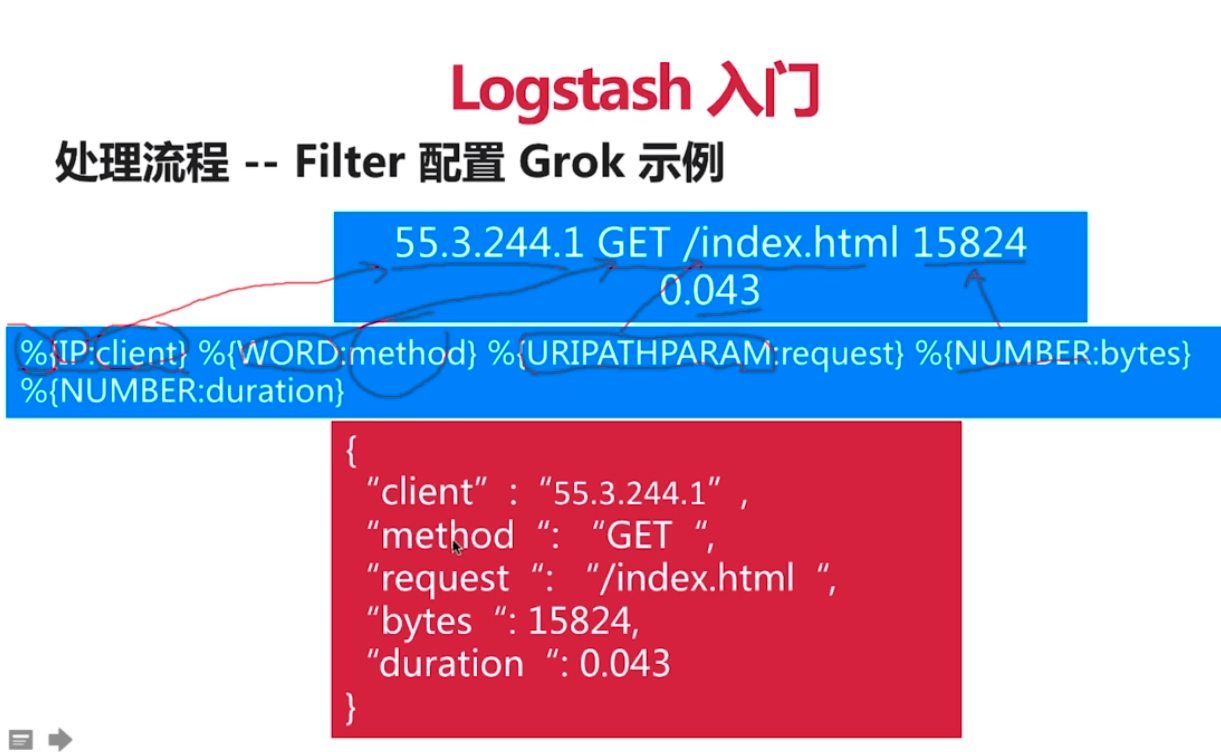 Logstash 入门
处理流程 -- Filter 配置 Grok 示例
55.3.244.1 GET /index.html 15824
0.043
%{IP:client} %{WORD:method} %{URIPATHPARAM:request} %{NUMBER:bytes}
%{NUMBER:duration}
{
“client” : “55.3.244.1” ,
“method “: “GET “,
“request “: “/index.html “,
“bytes “: 15824,
“duration “: 0.043
}